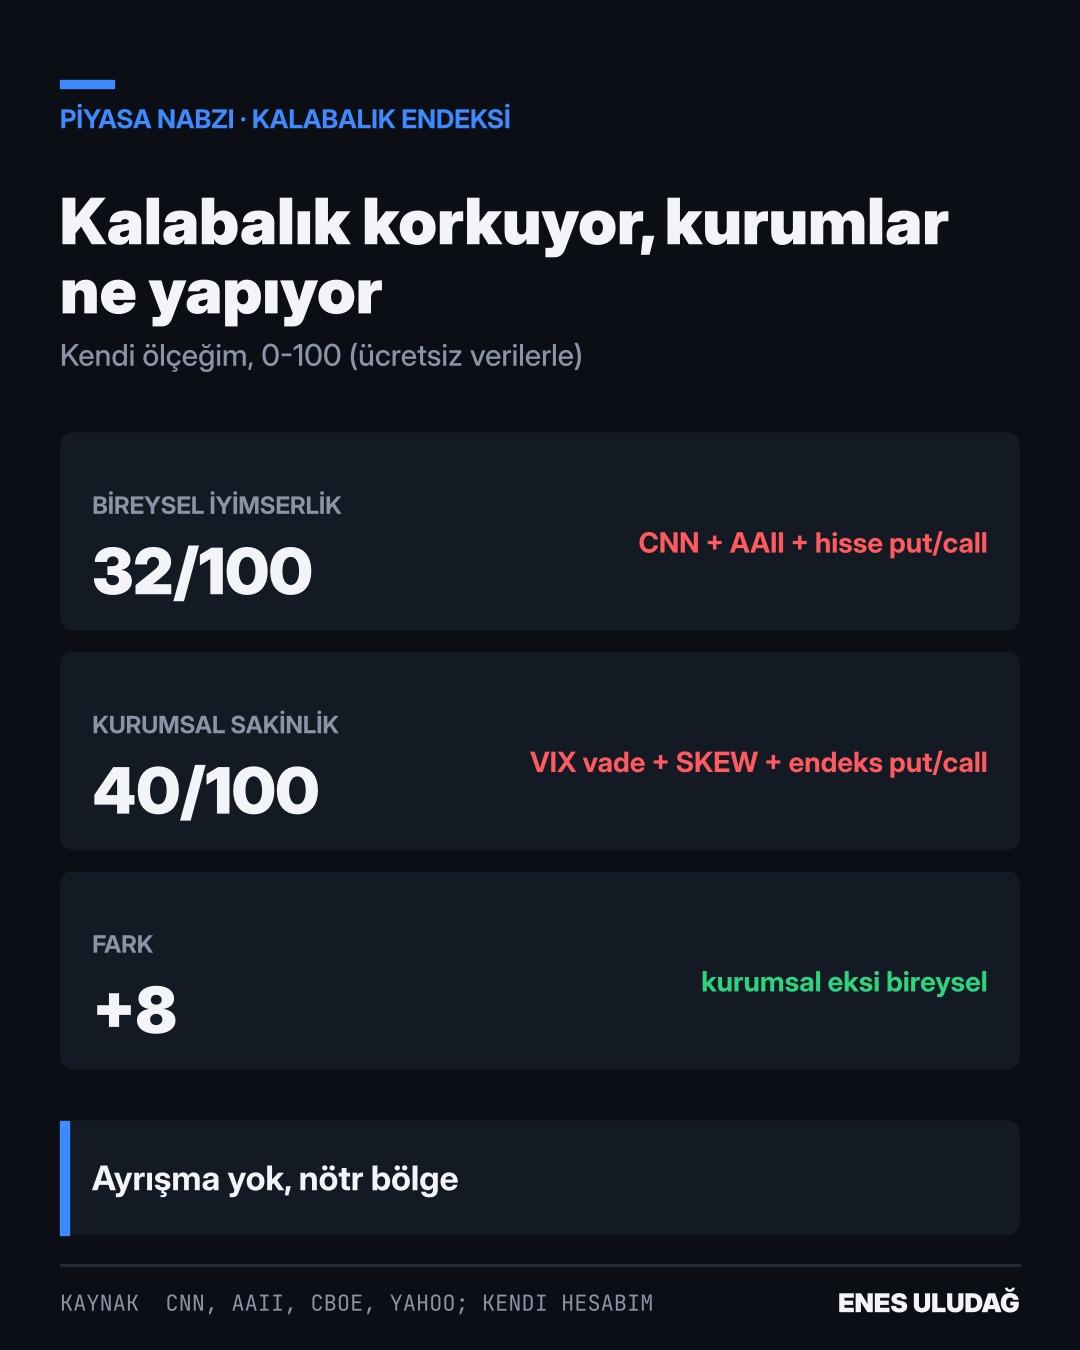 PİYASA NABZI · KALABALIK ENDEKSİ
Kalabalık korkuyor, kurumlar
ne yapıyor
Kendi ölçeğim, 0-100 (ücretsiz verilerle)
BİREYSEL İYİMSERLİK
32/100
CNN + AAII + hisse put/call
KURUMSAL SAKİNLİK
40/100
VIX vade + SKEW + endeks put/call
FARK
+8
kurumsal eksi bireysel
Ayrışma yok, nötr bölge
KAYNAK CNN, AAII, CBOE, YAHOO; KENDI HESABIM
ENES ULUDAĞ